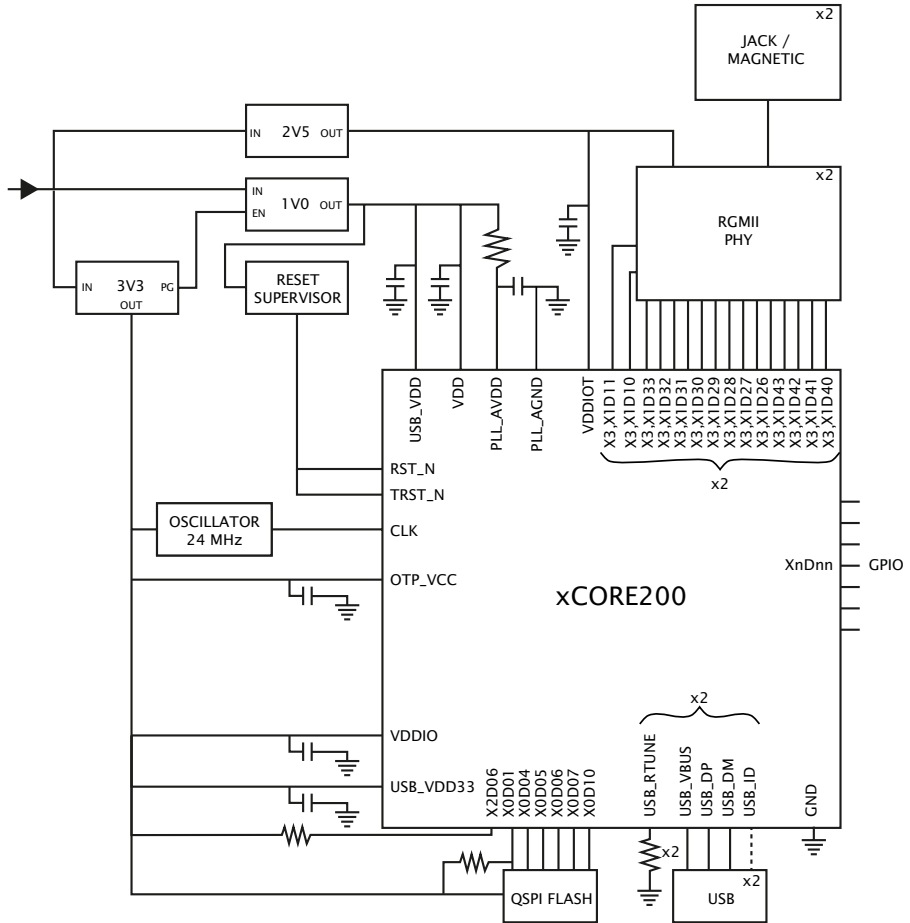 x2
JACK /
MAGNETIC
IN 2V5 OUT
x2
RGMII
PHY
IN
1V0 OUT
EN
IN 3V3 PG
OUT
RESET
SUPERVISOR
USB_VDD
VDD
PLL_AVDD
PLL_AGND
VDDIOT
X3,X1D11
X3,X1D10
X3,X1D33
X3,X1D32
X3,X1D31
X3,X1D30
X3,X1D29
X3,X1D28
X3,X1D27
X3,X1D26
X3,X1D43
X3,X1D42
X3,X1D41
X3,X1D40
x2
RST_N
TRST_N
OSCILLATOR
24 MHz
CLK
XnDnn GPIO
OTP_VCC
xCORE200
x2
VDDIO
USB_VDD33
X2D06
X0D01
X0D04
X0D05
X0D06
X0D07
X0D10
USB_RTUNE
USB_VBUS
USB_DP
USB_DM
USB_ID
GND
x2
QSPI FLASH
x2
USB